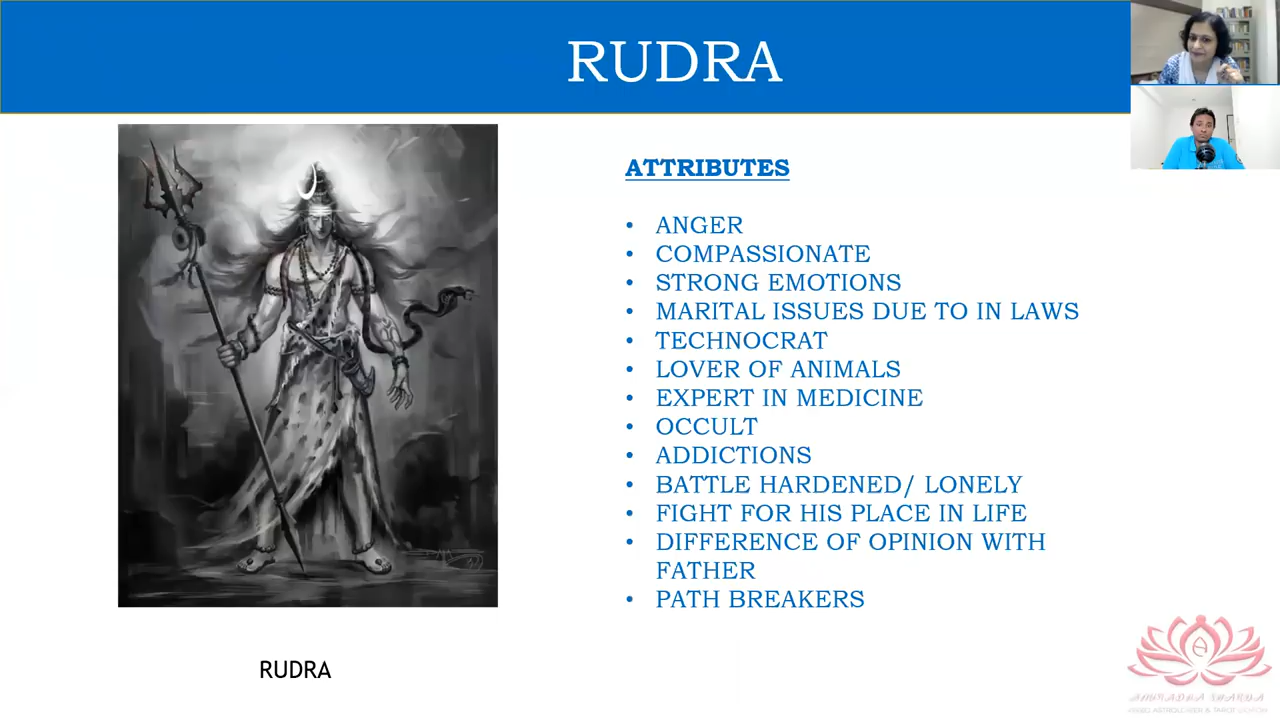 RUDRA
ATTRIBUTES
• ANGER
• COMPASSIONATE
• STRONG EMOTIONS
• MARITAL ISSUES DUE TO IN LAWS
• TECHNOCRAT
• LOVER OF ANIMALS
• EXPERT IN MEDICINE
• OCCULT
• ADDICTIONS
• BATTLE HARDENED/ LONELY
• FIGHT FOR HIS PLACE IN LIFE
• DIFFERENCE OF OPINION WITH
FATHER
• PATH BREAKERS
RUDRA